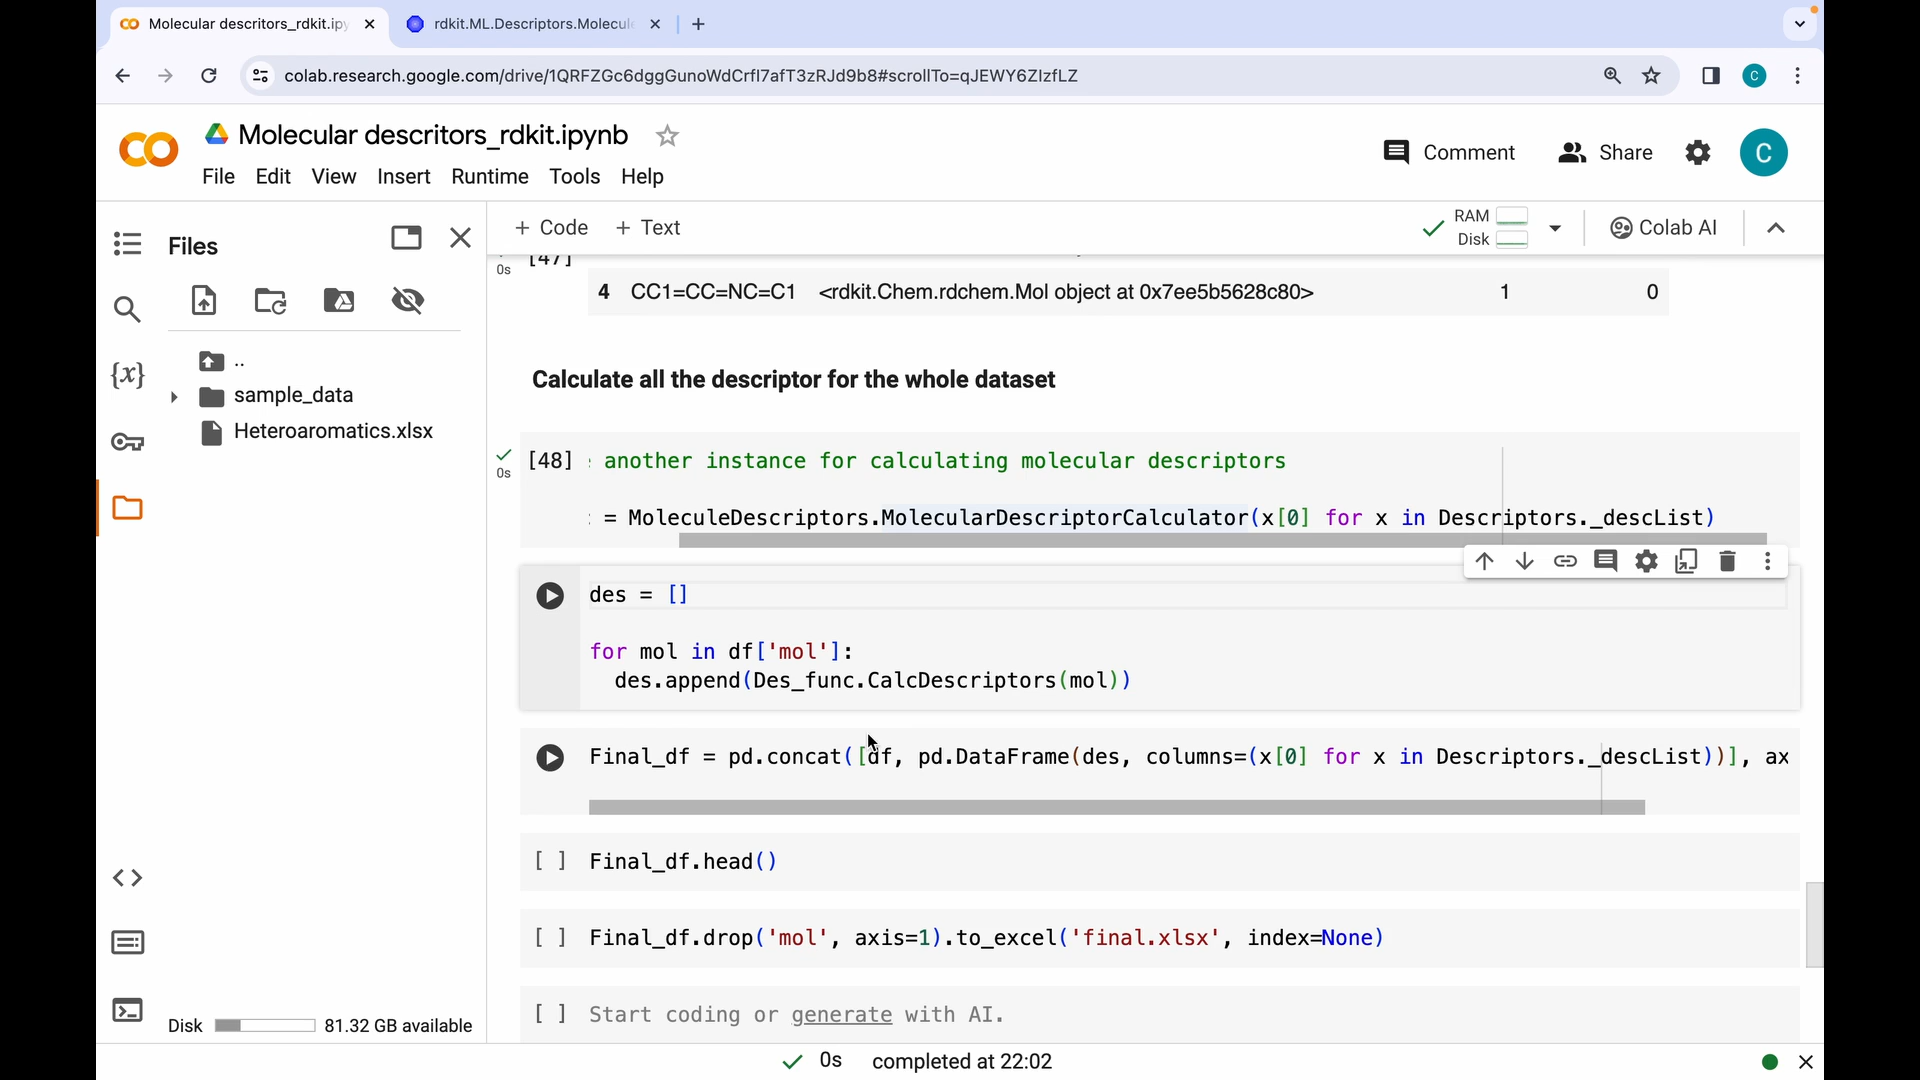 Molecular descritors_rdkit.ipy
rdkit.ML.Descriptors.Molecul
colab.research.google.com/drive/1QRFZGc6dggGunoWdCrfI7afT3zRJd9b8#scrollTo=qJEWY6ZIzfLZ
C
Molecular descritors_rdkit.ipynb
File Edit View Insert Runtime Tools Help
Comment
Share
C
Files
+ Code + Text
RAM
Disk
Colab AI
{x}
..
sample_data
Heteroaromatics.xlsx
Disk 81.32 GB available
0s
[47]
4 CC1=CC=NC=C1 <rdkit.Chem.rdchem.Mol object at 0x7ee5b5628c80> 1 0
Calculate all the descriptor for the whole dataset
0s
[48] another instance for calculating molecular descriptors
= MoleculeDescriptors.MolecularDescriptorCalculator(x[0] for x in Descriptors._descList)
des = []
for mol in df['mol']:
des.append(Des_func.CalcDescriptors(mol))
Final_df = pd.concat([df, pd.DataFrame(des, columns=(x[0] for x in Descriptors._descList))], ax
[ ] Final_df.head()
[ ] Final_df.drop('mol', axis=1).to_excel('final.xlsx', index=None)
[ ] Start coding or generate with AI.
0s completed at 22:02